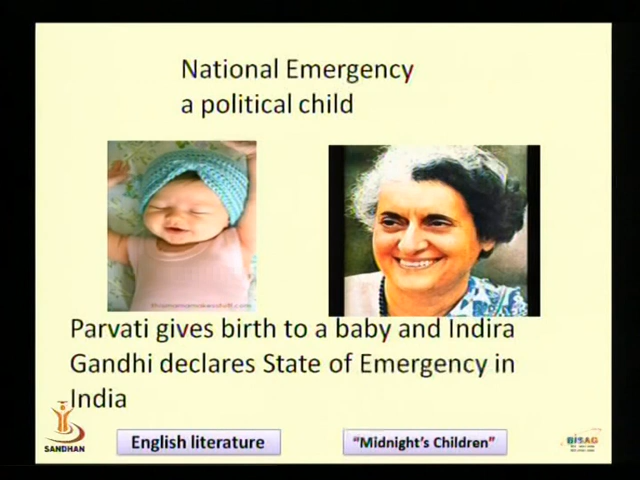 National Emergency
a political child
Parvati gives birth to a baby and Indira
Gandhi declares State of Emergency in
India
SANDHAN
English literature
"Midnight's Children"
BISAG